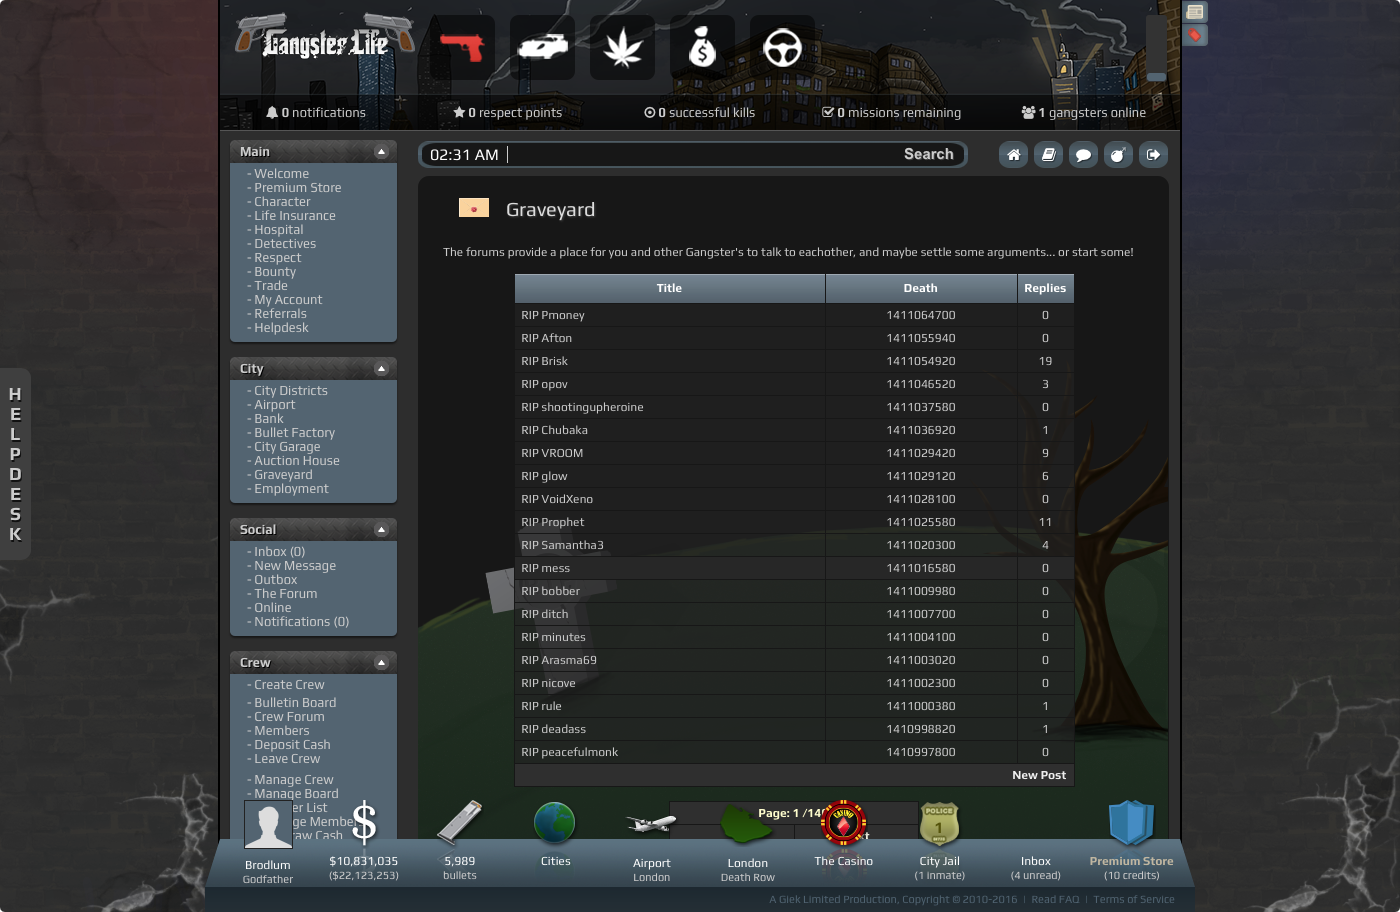 Gangster Life
0 notifications
0 respect points
0 successful kills
0 missions remaining
1 gangsters online
Main
- Welcome
- Premium Store
- Character
- Life Insurance
- Hospital
- Detectives
- Respect
- Bounty
- Trade
- My Account
- Referrals
- Helpdesk
City
- City Districts
- Airport
- Bank
- Bullet Factory
- City Garage
- Auction House
- Graveyard
- Employment
Social
- Inbox (0)
- New Message
- Outbox
- The Forum
- Online
- Notifications (0)
Crew
- Create Crew
- Bulletin Board
- Crew Forum
- Members
- Deposit Cash
- Leave Crew
- Manage Crew
- Manage Board
HELPDESK
02:31 AM
Search
Graveyard
The forums provide a place for you and other Gangster's to talk to eachother, and maybe settle some arguments... or start some!
Title Death Replies
RIP Pmoney 1411064700 0
RIP Afton 1411055940 0
RIP Brisk 1411054920 19
RIP opov 1411046520 3
RIP shootingupheroine 1411037580 0
RIP Chubaka 1411036920 1
RIP VROOM 1411029420 9
RIP glow 1411029120 6
RIP VoidXeno 1411028100 0
RIP Prophet 1411025580 11
RIP Samantha3 1411020300 4
RIP mess 1411016580 0
RIP bobber 1411009980 0
RIP ditch 1411007700 0
RIP minutes 1411004100 0
RIP Arasma69 1411003020 0
RIP nicove 1411002300 0
RIP rule 1411000380 1
RIP deadass 1410998820 1
RIP peacefulmonk 1410997800 0
New Post
Page: 1
List
Cash
Brodlum
Godfather
$10,831,035
($22,123,253)
5,989
bullets
Cities
Airport
London
London
Death Row
CASINO
The Casino
POLICE
1
City Jail
(1 inmate)
Inbox
(4 unread)
Premium Store
(10 credits)
A Giek Limited Production, Copyright © 2010-2016 | Read FAQ | Terms of Service